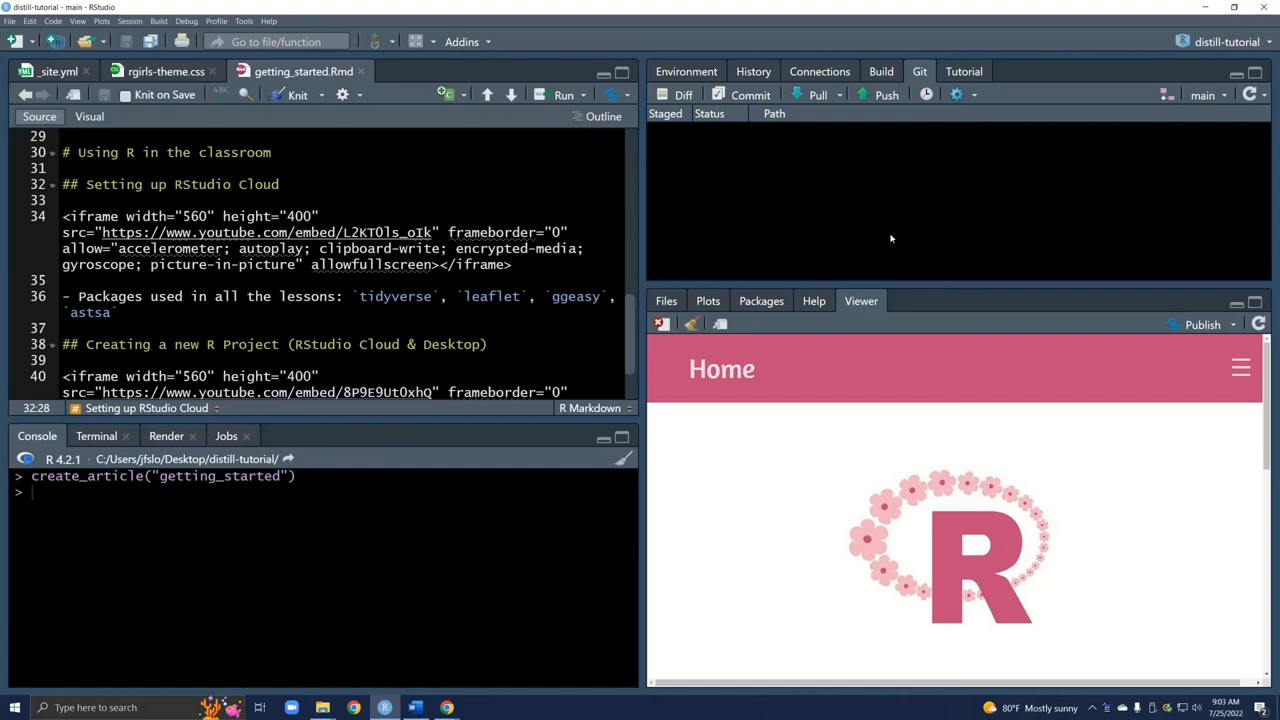 distill-tutorial - main - RStudio
File Edit Code View Plots Session Build Debug Profile Tools Help
Go to file/function Addins distill-tutorial
_site.yml rgirls-theme.css getting_started.Rmd
Knit on Save ABC Knit Run
Source Visual Outline
29
30 # Using R in the classroom
31
32 ## Setting up RStudio Cloud
33
34 <iframe width="560" height="400"
src="https://www.youtube.com/embed/L2KTOls_oIk" frameborder="0"
allow="accelerometer; autoplay; clipboard-write; encrypted-media;
gyroscope; picture-in-picture" allowfullscreen></iframe>
35
36 - Packages used in all the lessons: `tidyverse`, `leaflet`, `ggeasy`,
`astsa`
37
38 ## Creating a new R Project (RStudio Cloud & Desktop)
39
40 <iframe width="560" height="400"
src="https://www.youtube.com/embed/8P9E9UtOxhQ" frameborder="0"
32:28 Setting up RStudio Cloud R Markdown
Console Terminal Render Jobs
R 4.2.1 C:/Users/jfslo/Desktop/distill-tutorial/
> create_article("getting_started")
>
Environment History Connections Build Git Tutorial
Diff Commit Pull Push main
Staged Status Path
Files Plots Packages Help Viewer
Publish
Home
R
Type here to search
80°F Mostly sunny
9:03 AM
7/25/2022
2